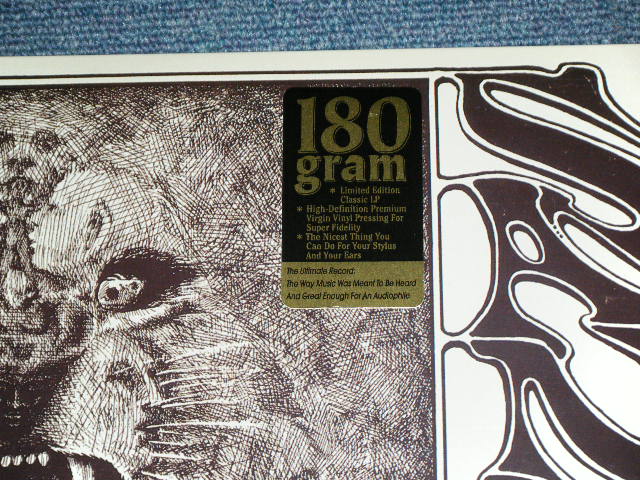 180
gram
* Limited Edition
Classic LP
* High-Definition Premium
Virgin Vinyl Pressing For
Super Fidelity
* The Nicest Thing You
Can Do For Your Stylus
And Your Ears
The Ultimate Record:
The Way Music Was Meant To Be Heard
And Great Enough For An Audiophile